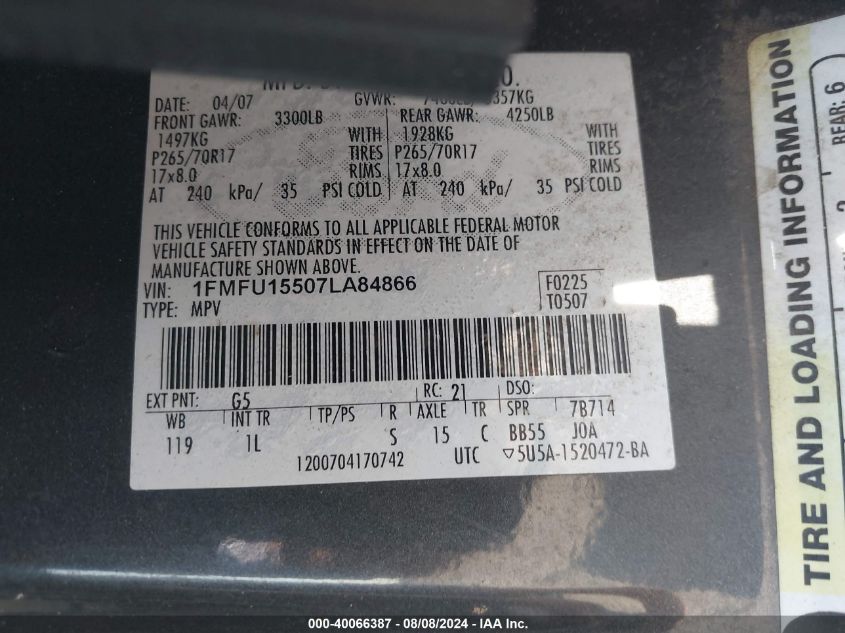 MFD. O.
DATE: 04/07 GVWR: 357KG
FRONT GAWR: 3300LB REAR GAWR: 4250LB
1497KG WITH 1928KG WITH
P265/70R17 TIRES P265/70R17 TIRES
17x8.0 RIMS 17x8.0 RIMS
AT 240 kPa/ 35 PSI COLD AT 240 kPa/ 35 PSI COLD
THIS VEHICLE CONFORMS TO ALL APPLICABLE FEDERAL MOTOR
VEHICLE SAFETY STANDARDS IN EFFECT ON THE DATE OF
MANUFACTURE SHOWN ABOVE.
VIN: 1FMFU15507LA84866 F0225
TYPE: MPV T0507
EXT PNT: G5 RC: 21 DSO:
WB INT TR TP/PS R AXLE TR SPR 7B714
119 1L S 15 C BB55 JOA
1200704170742 UTC ▽5U5A-1520472-BA
TIRE AND LOADING INFORMATION
REAR: 6
000-40066387 - 08/08/2024 - IAA Inc.